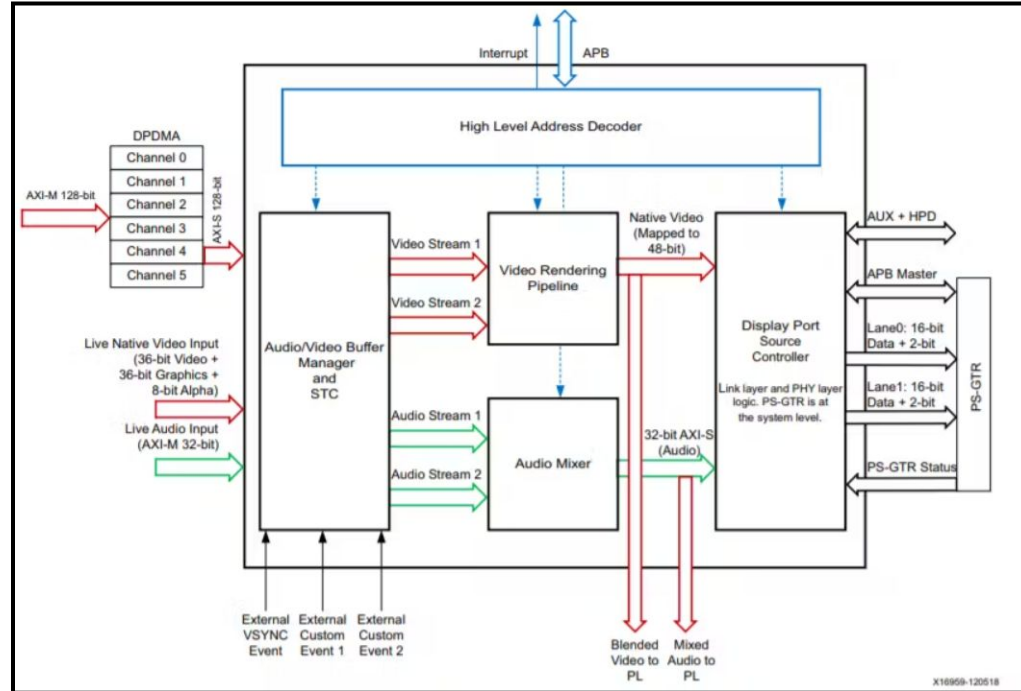 Interrupt
APB
High Level Address Decoder
DPDMA
Channel 0
Channel 1
Channel 2
Channel 3
Channel 4
Channel 5
AXI-M 128-bit
AXI-S 128-bit
Live Native Video Input
(36-bit Video +
36-bit Graphics +
8-bit Alpha)
Live Audio Input
(AXI-M 32-bit)
Audio/Video Buffer
Manager
and
STC
Video Stream 1
Video Stream 2
Audio Stream 1
Audio Stream 2
Video Rendering
Pipeline
Audio Mixer
Native Video
(Mapped to
48-bit)
32-bit AXI-S
(Audio)
Display Port
Source
Controller
Link layer and PHY layer
logic. PS-GTR is at
the system level.
AUX + HPD
APB Master
Lane0: 16-bit
Data + 2-bit
Lane1: 16-bit
Data + 2-bit
PS-GTR Status
PS-GTR
External
VSYNC
Event
External
Custom
Event 1
External
Custom
Event 2
Blended
Video to
PL
Mixed
Audio to
PL
X16959-120518